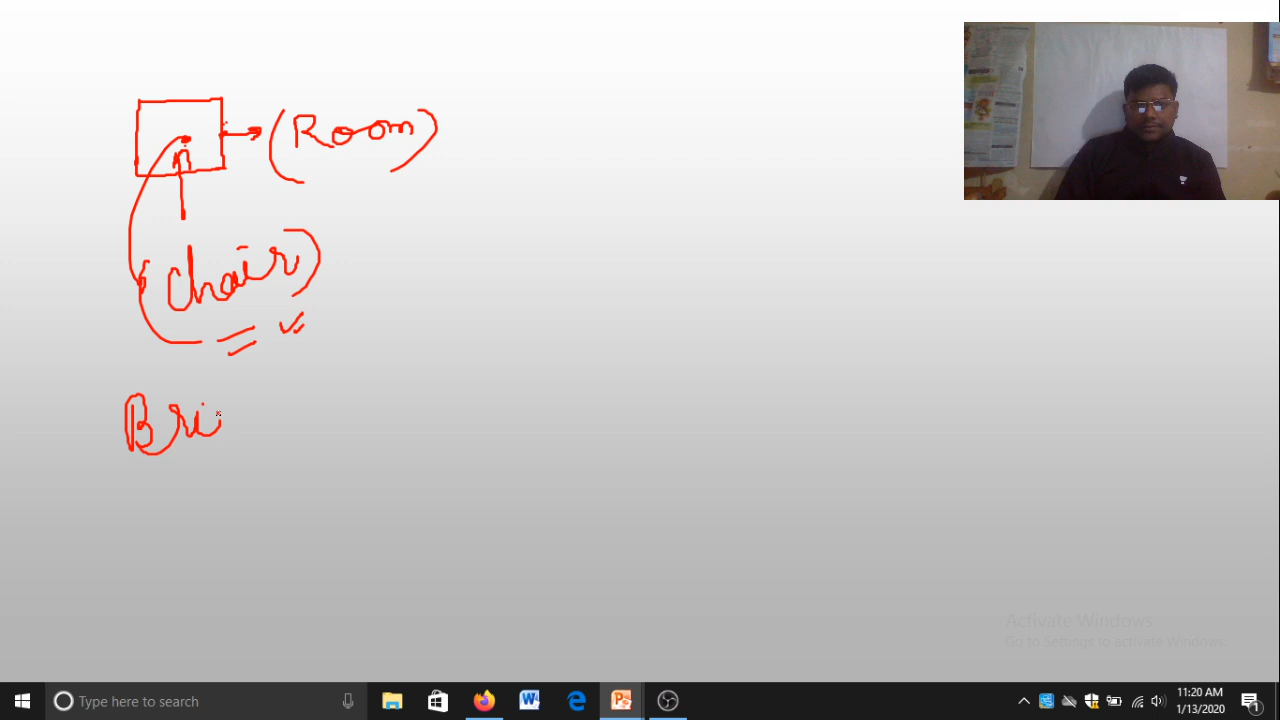 (Room)
n
(Chair)
Bri
Activate Windows
Go to Settings to activate Windows.
Type here to search
11:20 AM
1/13/2020
1